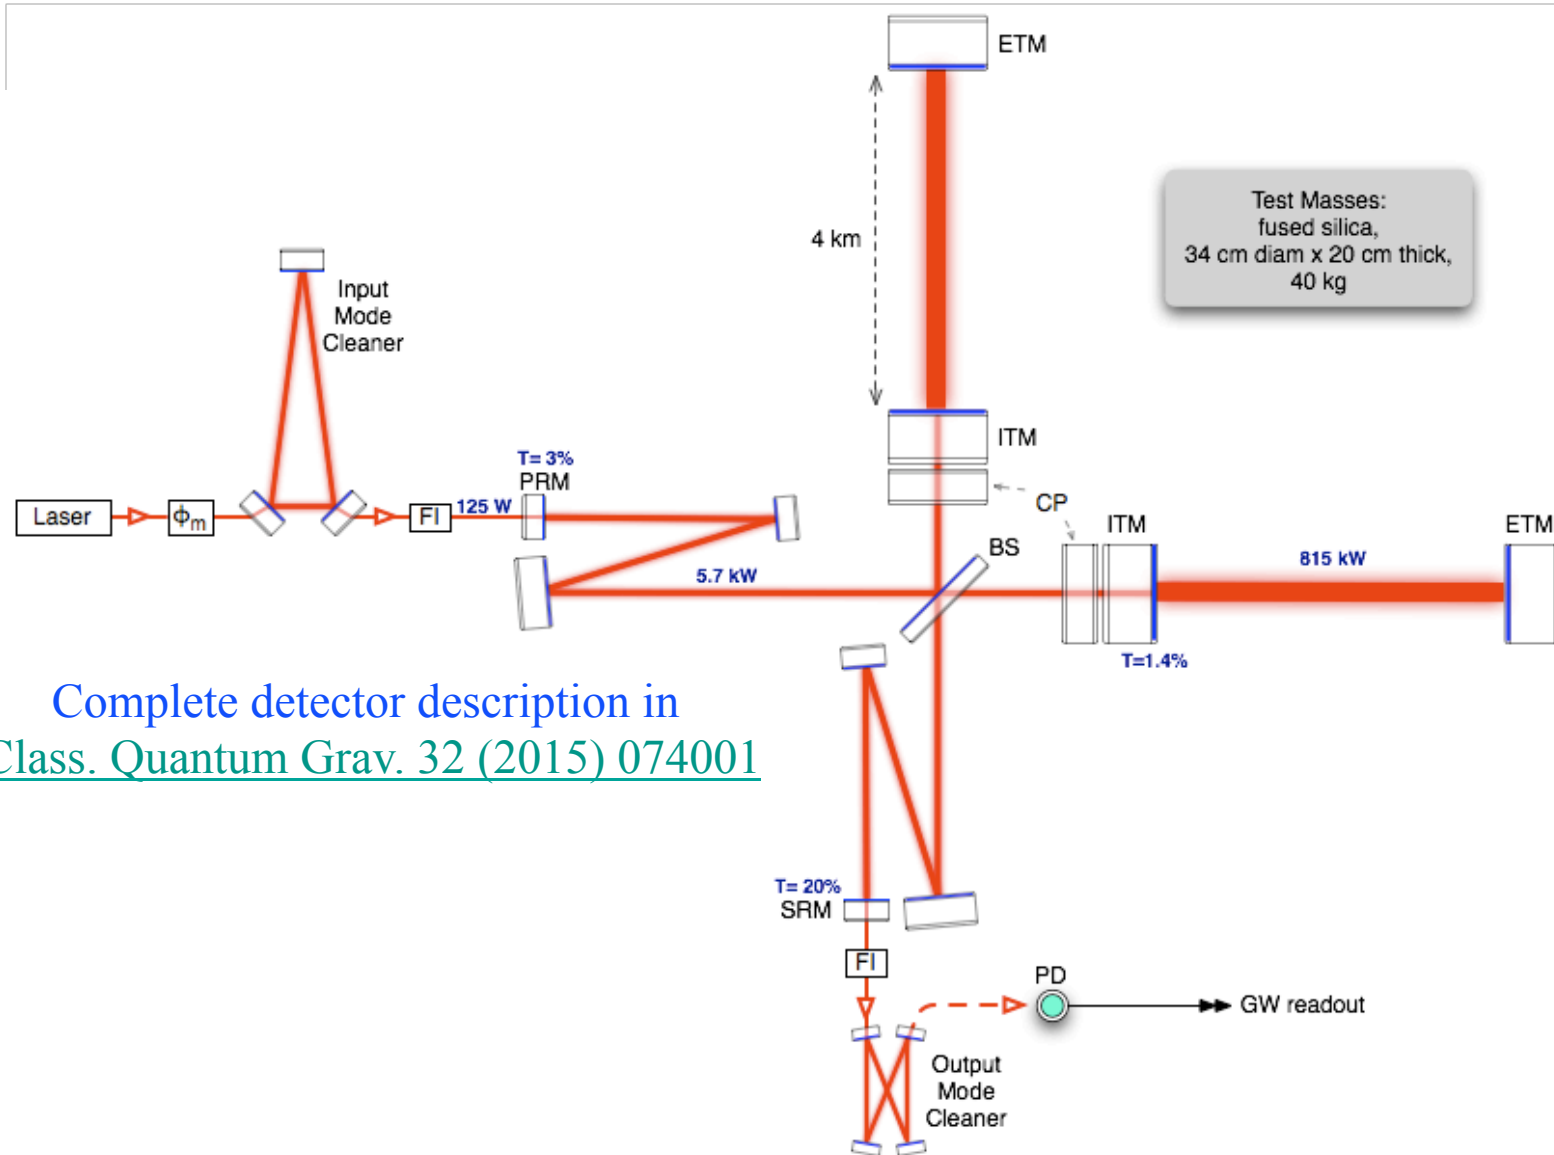 ETM
4 km
Test Masses:
fused silica,
34 cm diam x 20 cm thick,
40 kg
Input
Mode
Cleaner
ITM
T= 3%
PRM
Laser
ϕm
FI
125 W
CP
ITM
ETM
BS
815 kW
5.7 kW
T=1.4%
Complete detector description in
Class. Quantum Grav. 32 (2015) 074001
T= 20%
SRM
FI
PD
GW readout
Output
Mode
Cleaner